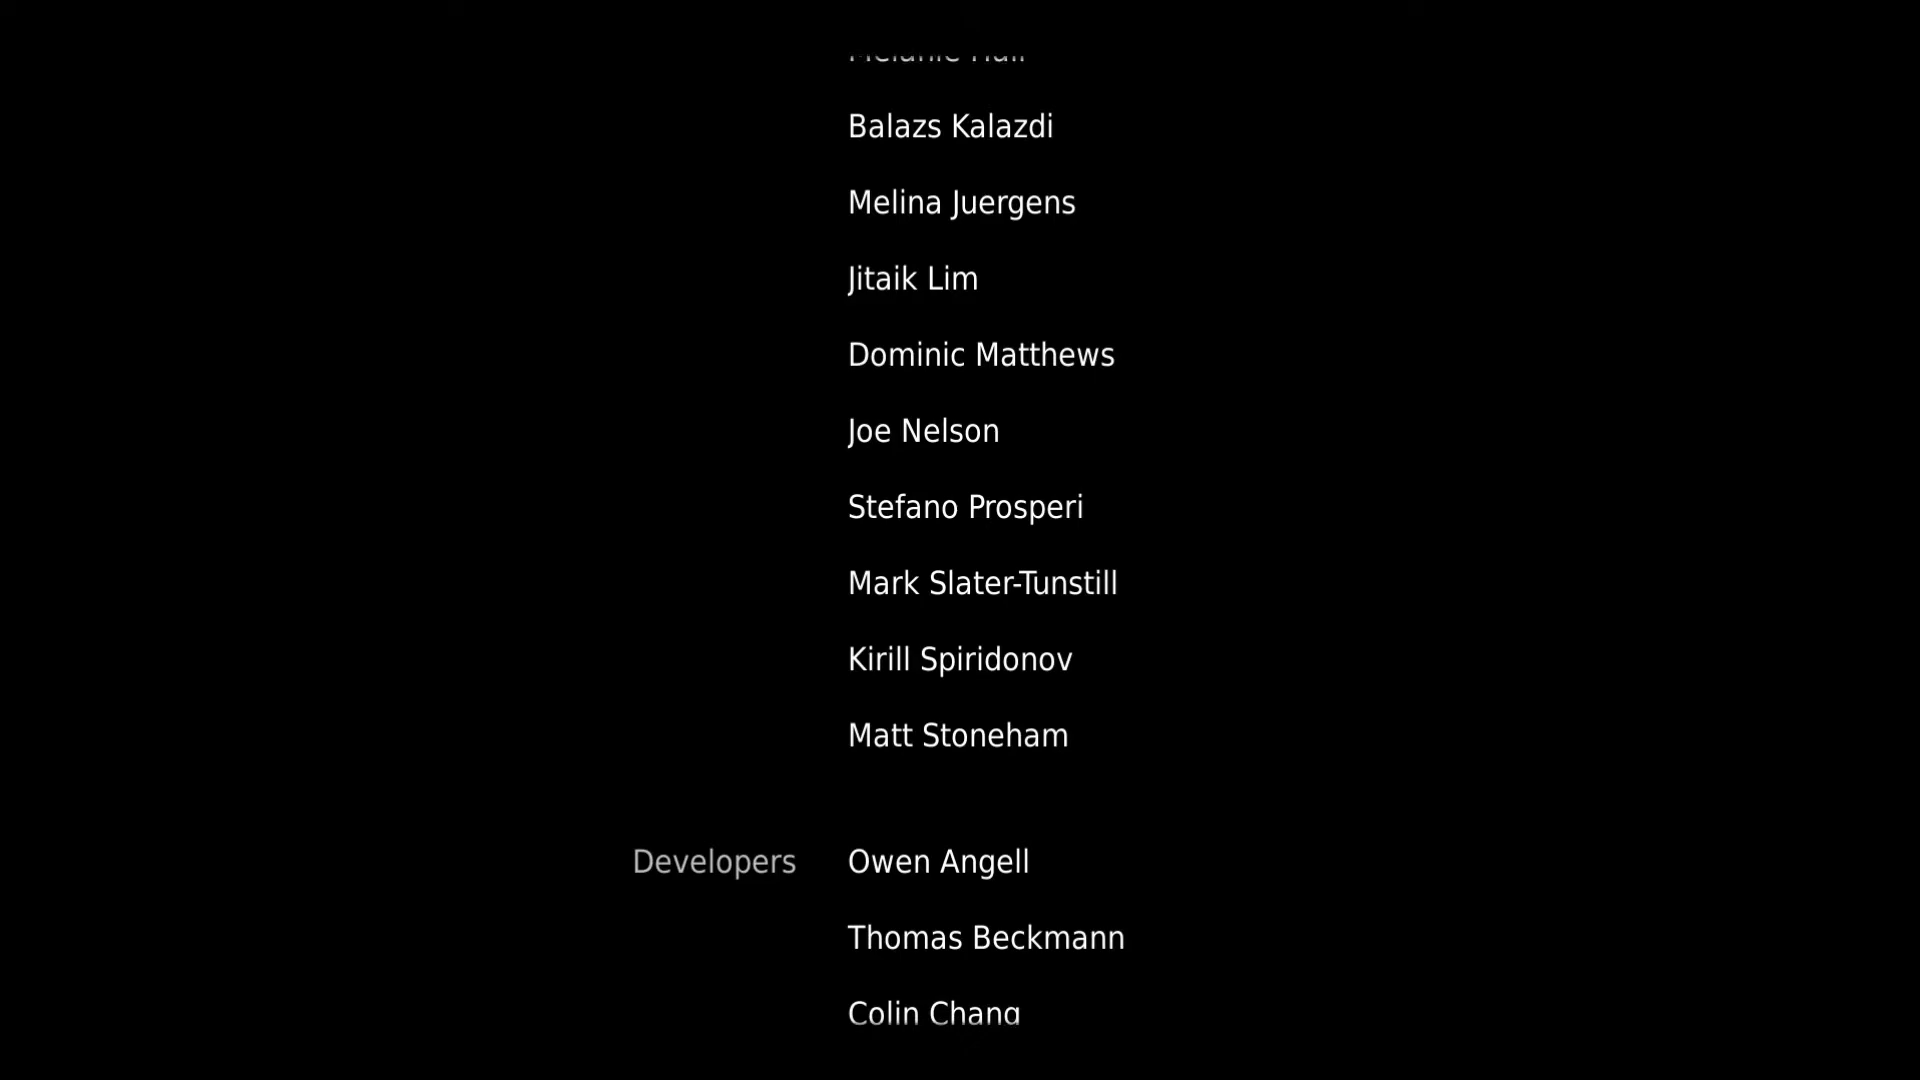 Balazs Kalazdi
Melina Juergens
Jitaik Lim
Dominic Matthews
Joe Nelson
Stefano Prosperi
Mark Slater-Tunstill
Kirill Spiridonov
Matt Stoneham
Developers Owen Angell
Thomas Beckmann
Colin Chang